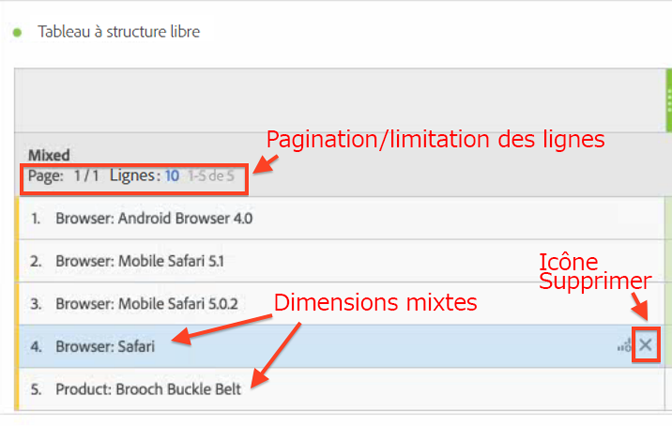 Tableau à structure libre
Pagination/limitation des lignes
Mixed
Page: 1 / 1 Lignes: 10 1-5 de 5
1. Browser: Android Browser 4.0
2. Browser: Mobile Safari 5.1
Icône
Supprimer
3. Browser: Mobile Safari 5.0.2
Dimensions mixtes
4. Browser: Safari
5. Product: Brooch Buckle Belt